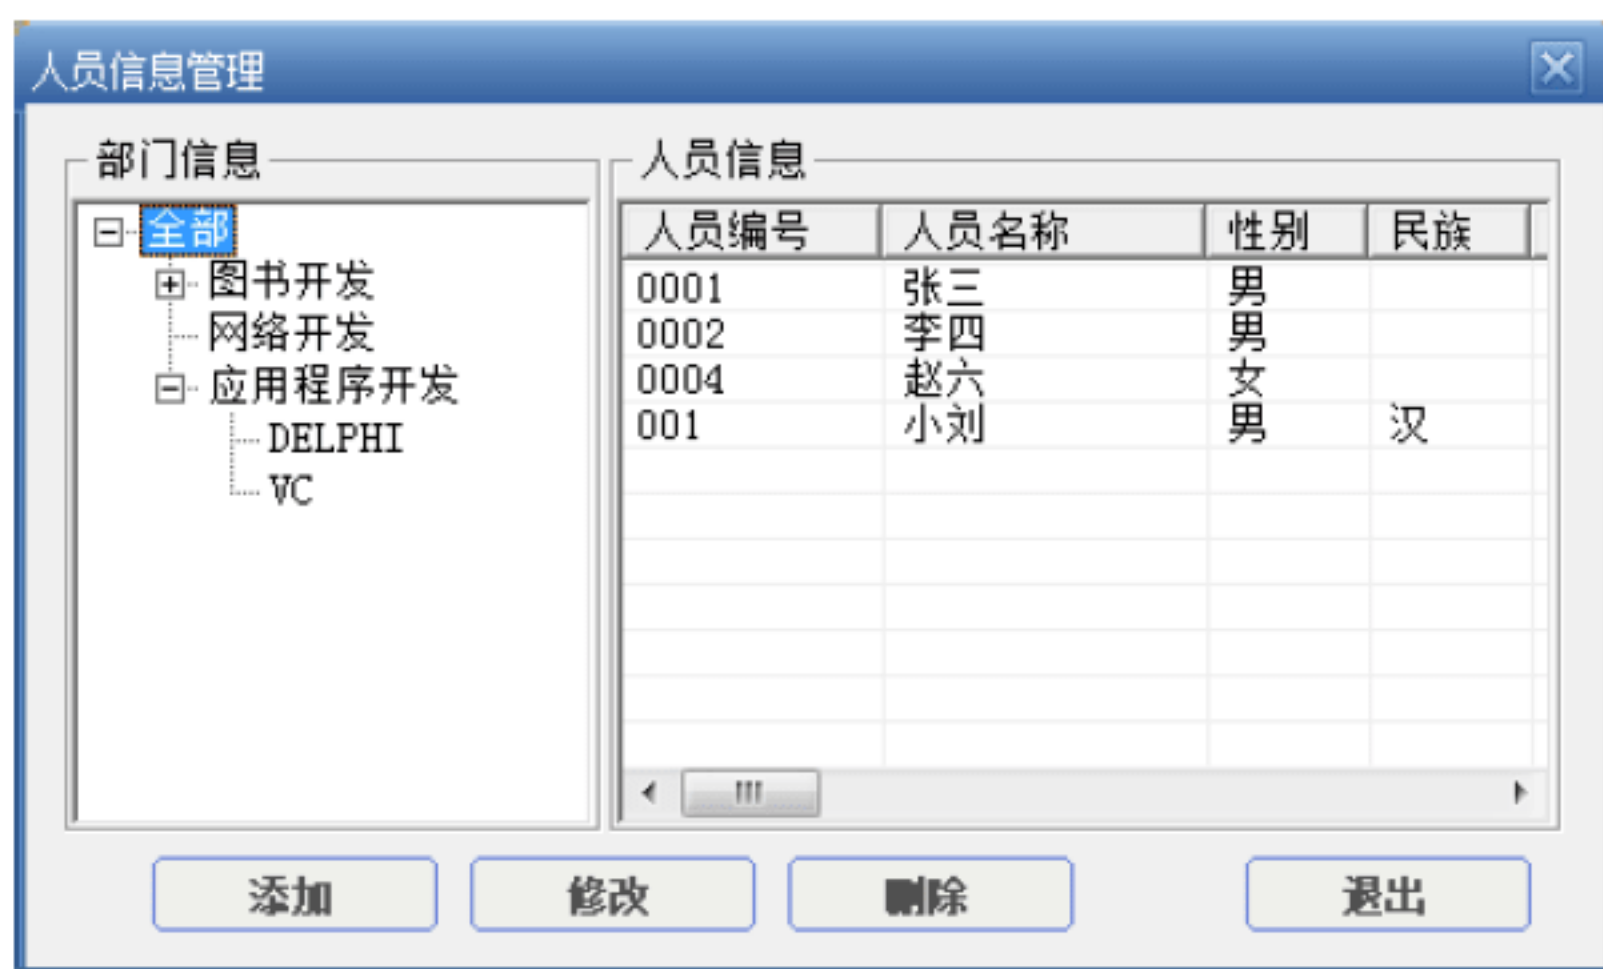 人员信息管理
部门信息
全部
图书开发
网络开发
应用程序开发
DELPHI
VC
人员信息
人员编号 人员名称 性别 民族
0001 张三 男
0002 李四 男
0004 赵六 女
001 小刘 男 汉
添加 修改 删除 退出